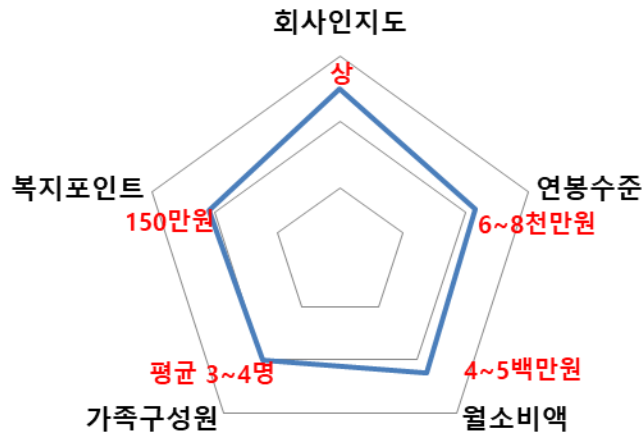 회사인지도
상
복지포인트
연봉수준
150만원
6~8천만원
평균 3~4명
4~5백만원
가족구성원
월소비액